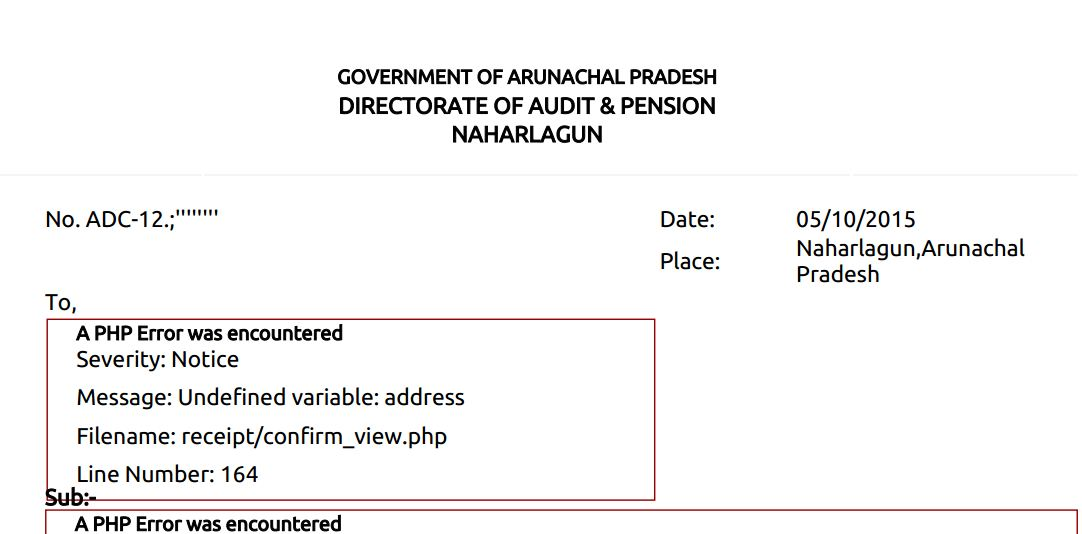 GOVERNMENT OF ARUNACHAL PRADESH
DIRECTORATE OF AUDIT & PENSION
NAHARLAGUN
No. ADC-12.;''''''''
Date: 05/10/2015
Place: Naharlagun,Arunachal
Pradesh
To,
A PHP Error was encountered
Severity: Notice
Message: Undefined variable: address
Filename: receipt/confirm_view.php
Line Number: 164
Sub:-
A PHP Error was encountered